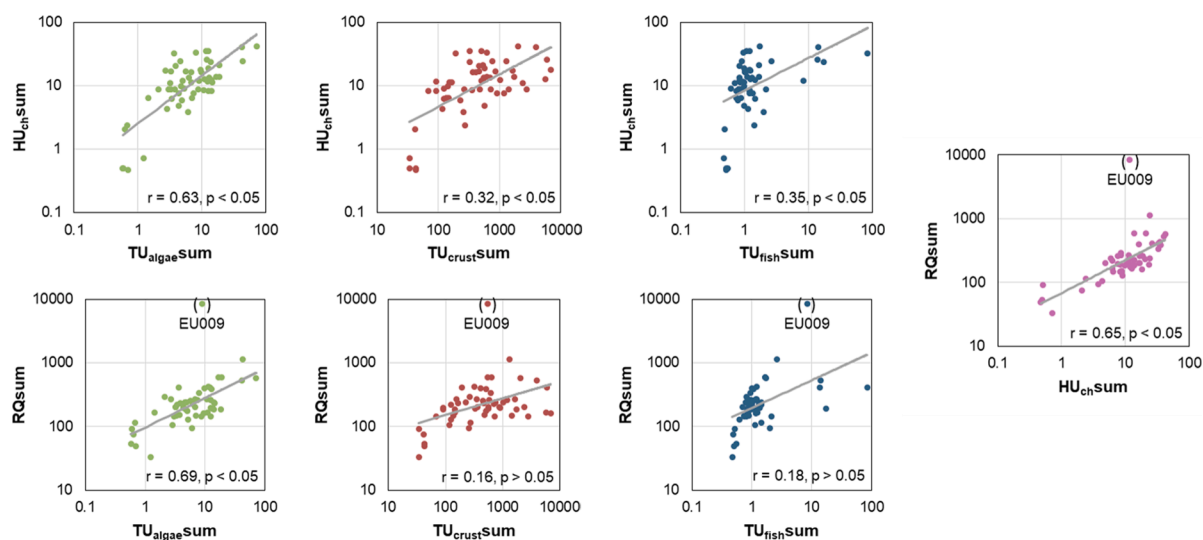 100
10
1
0.1
HUchsum
r = 0.63, p < 0.05
0.1 1 10 100
TUalgaesum
100
10
1
0.1
HUchsum
r = 0.32, p < 0.05
10 100 1000 10000
TUcrustsum
100
10
1
0.1
HUchsum
r = 0.35, p < 0.05
0.1 1 10 100
TUfishsum
10000
1000
100
10
RQsum
( )
EU009
r = 0.69, p < 0.05
0.1 1 10 100
TUalgaesum
10000
1000
100
10
RQsum
( )
EU009
r = 0.16, p > 0.05
10 100 1000 10000
TUcrustsum
10000
1000
100
10
RQsum
( )
EU009
r = 0.18, p > 0.05
0.1 1 10 100
TUfishsum
10000
1000
100
10
RQsum
( )
EU009
r = 0.65, p < 0.05
0.1 1 10 100
HUchsum